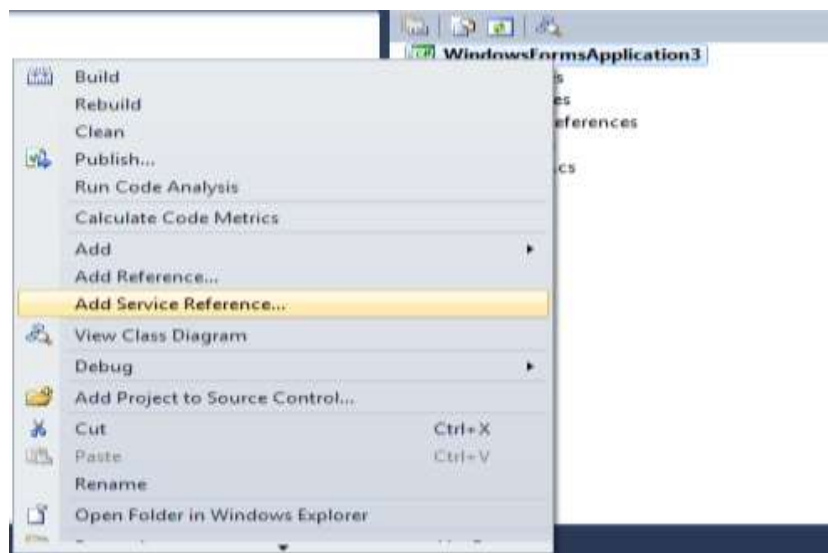 WindowsFormsApplication3
Build
Rebuild
Clean
Publish...
Run Code Analysis
Calculate Code Metrics
Add
Add Reference...
Add Service Reference...
View Class Diagram
Debug
Add Project to Source Control...
Cut Ctrl+X
Paste Ctrl+V
Rename
Open Folder in Windows Explorer
s
es
eferences
cs